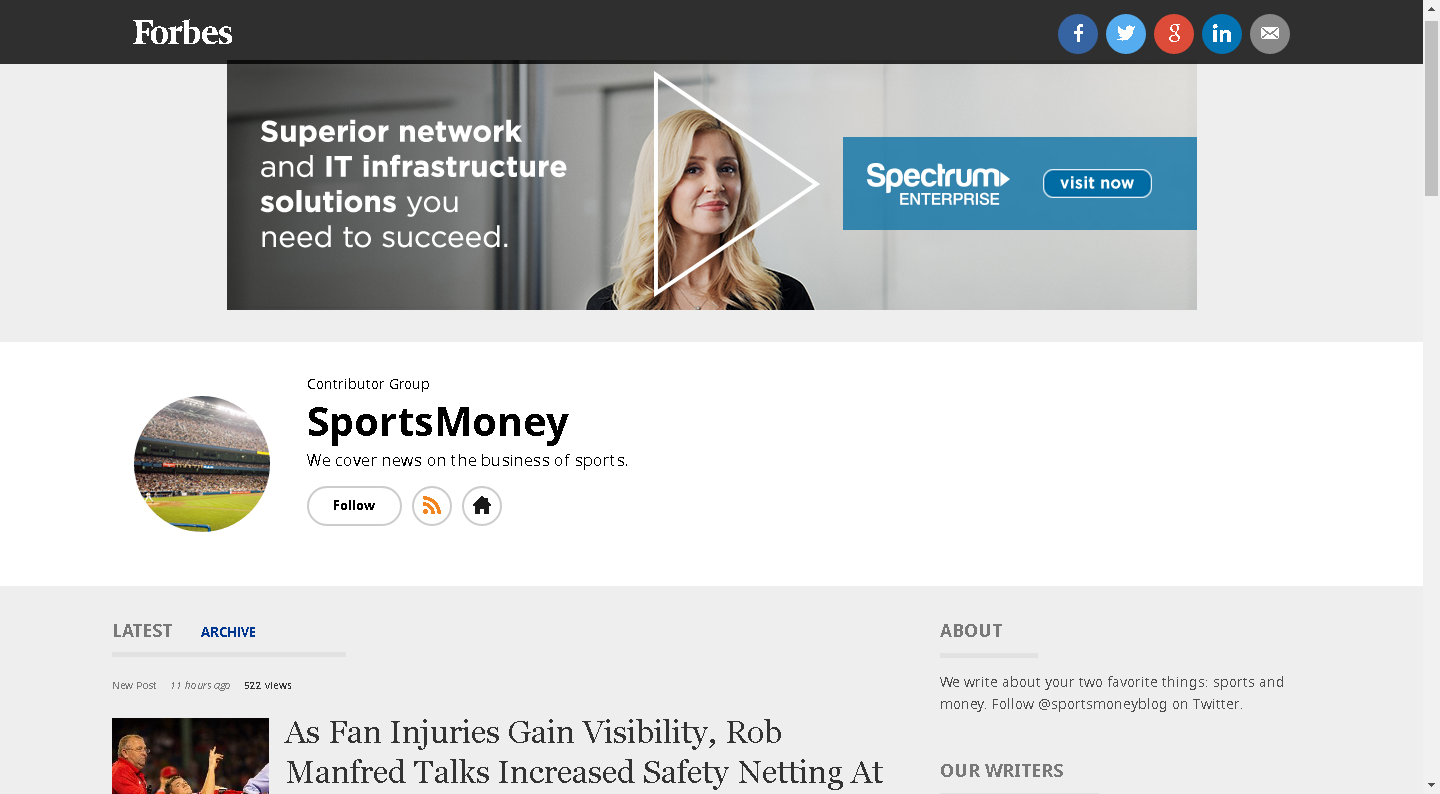 Forbes
Superior network
and IT infrastructure
solutions you
need to succeed.
Spectrum
ENTERPRISE
visit now
Contributor Group
SportsMoney
We cover news on the business of sports.
Follow
LATEST ARCHIVE
New Post 11 hours ago 522 views
As Fan Injuries Gain Visibility, Rob
Manfred Talks Increased Safety Netting At
ABOUT
We write about your two favorite things: sports and
money. Follow @sportsmoneyblog on Twitter.
OUR WRITERS